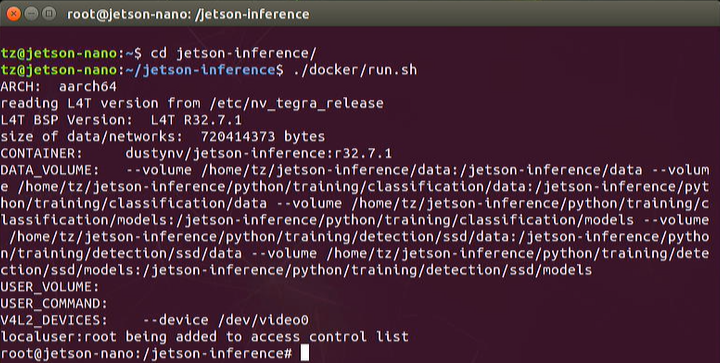 root@jetson-nano: /jetson-inference
tz@jetson-nano:~$ cd jetson-inference/
tz@jetson-nano:~/jetson-inference$ ./docker/run.sh
ARCH:  aarch64
reading L4T version from /etc/nv_tegra_release
L4T BSP Version:  L4T R32.7.1
size of data/networks:  720414373 bytes
CONTAINER:     dustynv/jetson-inference:r32.7.1
DATA_VOLUME:   --volume /home/tz/jetson-inference/data:/jetson-inference/data --volum
e /home/tz/jetson-inference/python/training/classification/data:/jetson-inference/pyt
hon/training/classification/data --volume /home/tz/jetson-inference/python/training/c
lassification/models:/jetson-inference/python/training/classification/models --volume
 /home/tz/jetson-inference/python/training/detection/ssd/data:/jetson-inference/pytho
n/training/detection/ssd/data --volume /home/tz/jetson-inference/python/training/dete
ction/ssd/models:/jetson-inference/python/training/detection/ssd/models
USER_VOLUME:
USER_COMMAND:
V4L2_DEVICES:    --device /dev/video0
localuser:root being added to access control list
root@jetson-nano:/jetson-inference#